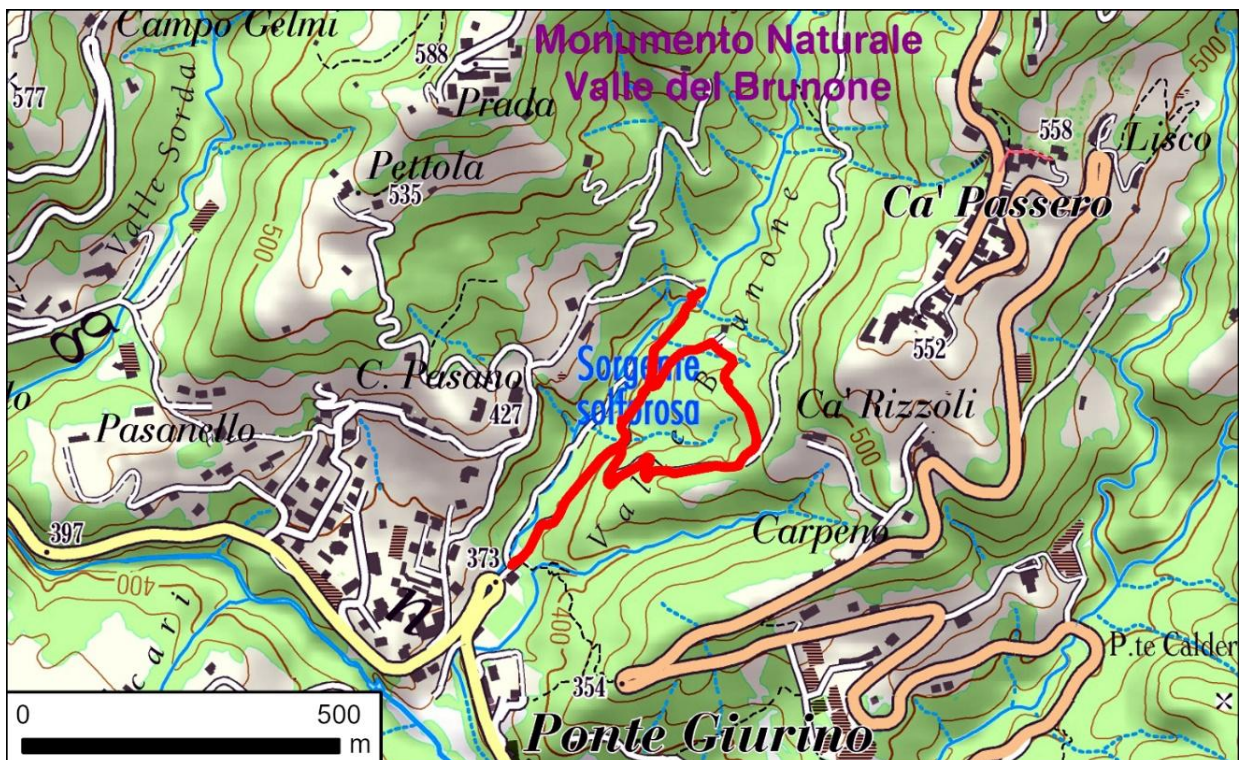 Campo Gelmi
588
Monumento Naturale
Valle del Brunone
500
577
Prada
Valle Sorda
558
Lisco
Pettola
535
Ca' Passero
500
Valle Brunone
552
Sorgente
solforosa
C. Pasano
427
Ca' Rizzoli
Pasanello
500
Carpeno
397
373
400
400
n
P.te Calder
354
Ponte Giurino
0
500
m